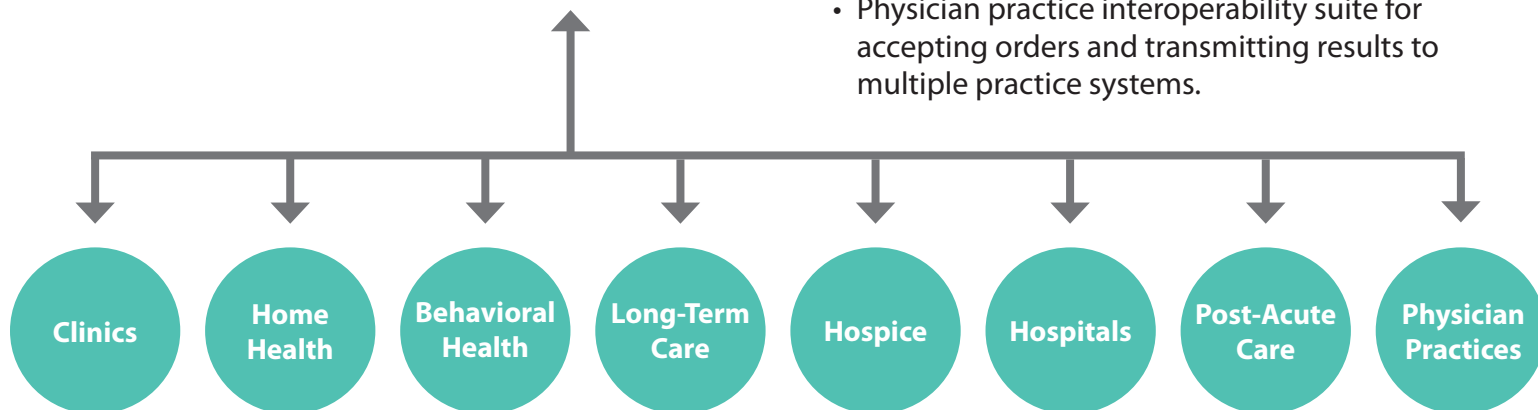 • Physician practice interoperability suite for
accepting orders and transmitting results to
multiple practice systems.
Clinics
Home
Health
Behavioral
Health
Long-Term
Care
Hospice
Hospitals
Post-Acute
Care
Physician
Practices